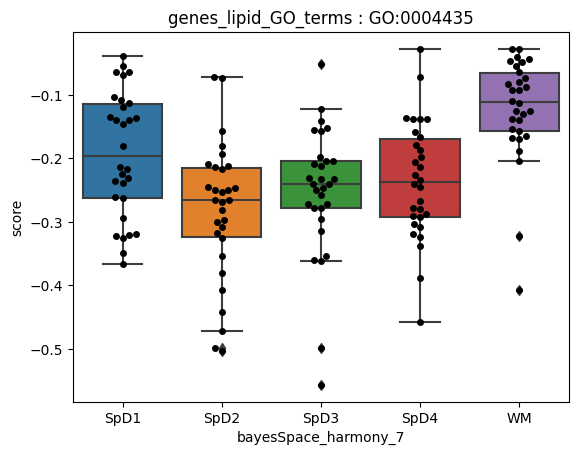 genes_lipid_GO_terms : GO:0004435
score
−0.1
−0.2
−0.3
−0.4
−0.5
SpD1 SpD2 SpD3 SpD4 WM
bayesSpace_harmony_7